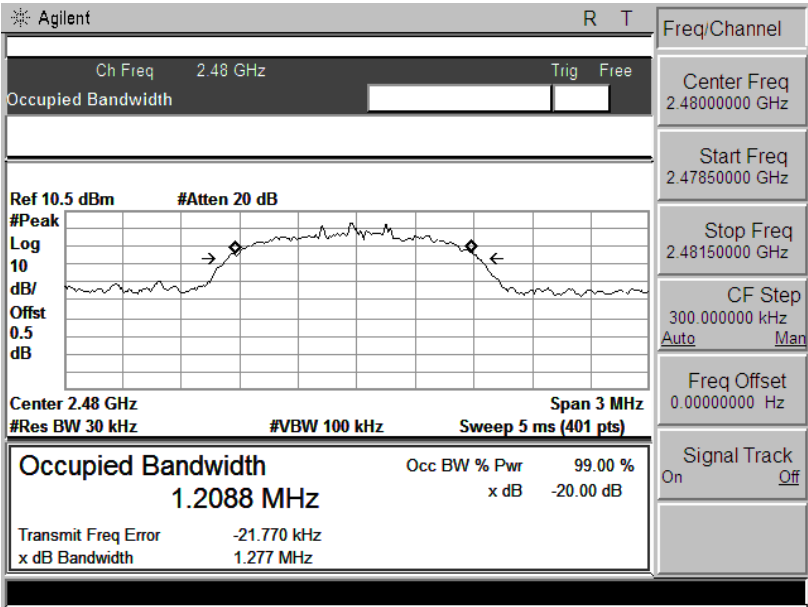 Agilent R T
Ch Freq 2.48 GHz Trig Free
Occupied Bandwidth
Ref 10.5 dBm #Atten 20 dB
#Peak
Log
10
dB/
Offst
0.5
dB
Center 2.48 GHz Span 3 MHz
#Res BW 30 kHz #VBW 100 kHz Sweep 5 ms (401 pts)
Occupied Bandwidth Occ BW % Pwr 99.00 %
1.2088 MHz x dB -20.00 dB
Transmit Freq Error -21.770 kHz
x dB Bandwidth 1.277 MHz
Freq/Channel
Center Freq
2.48000000 GHz
Start Freq
2.47850000 GHz
Stop Freq
2.48150000 GHz
CF Step
300.000000 kHz
Auto Man
Freq Offset
0.00000000 Hz
Signal Track
On Off